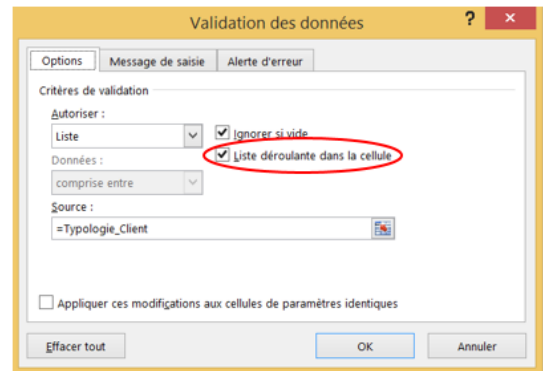 Validation des données ? ×
Options Message de saisie Alerte d'erreur
Critères de validation
Autoriser :
Liste Ignorer si vide
Liste déroulante dans la cellule
Données :
comprise entre
Source :
=Typologie_Client
Appliquer ces modifications aux cellules de paramètres identiques
Effacer tout OK Annuler